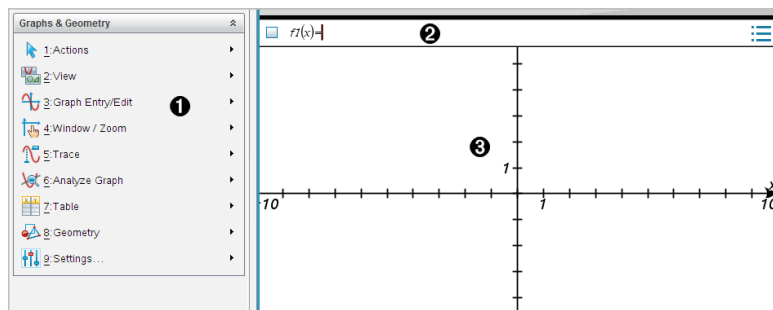 Graphs & Geometry
1:Actions
2:View
3:Graph Entry/Edit
4:Window / Zoom
5:Trace
6:Analyze Graph
7:Table
8:Geometry
9:Settings...
❶
f1(x)=
❷
❸
1
-10
1
10
x